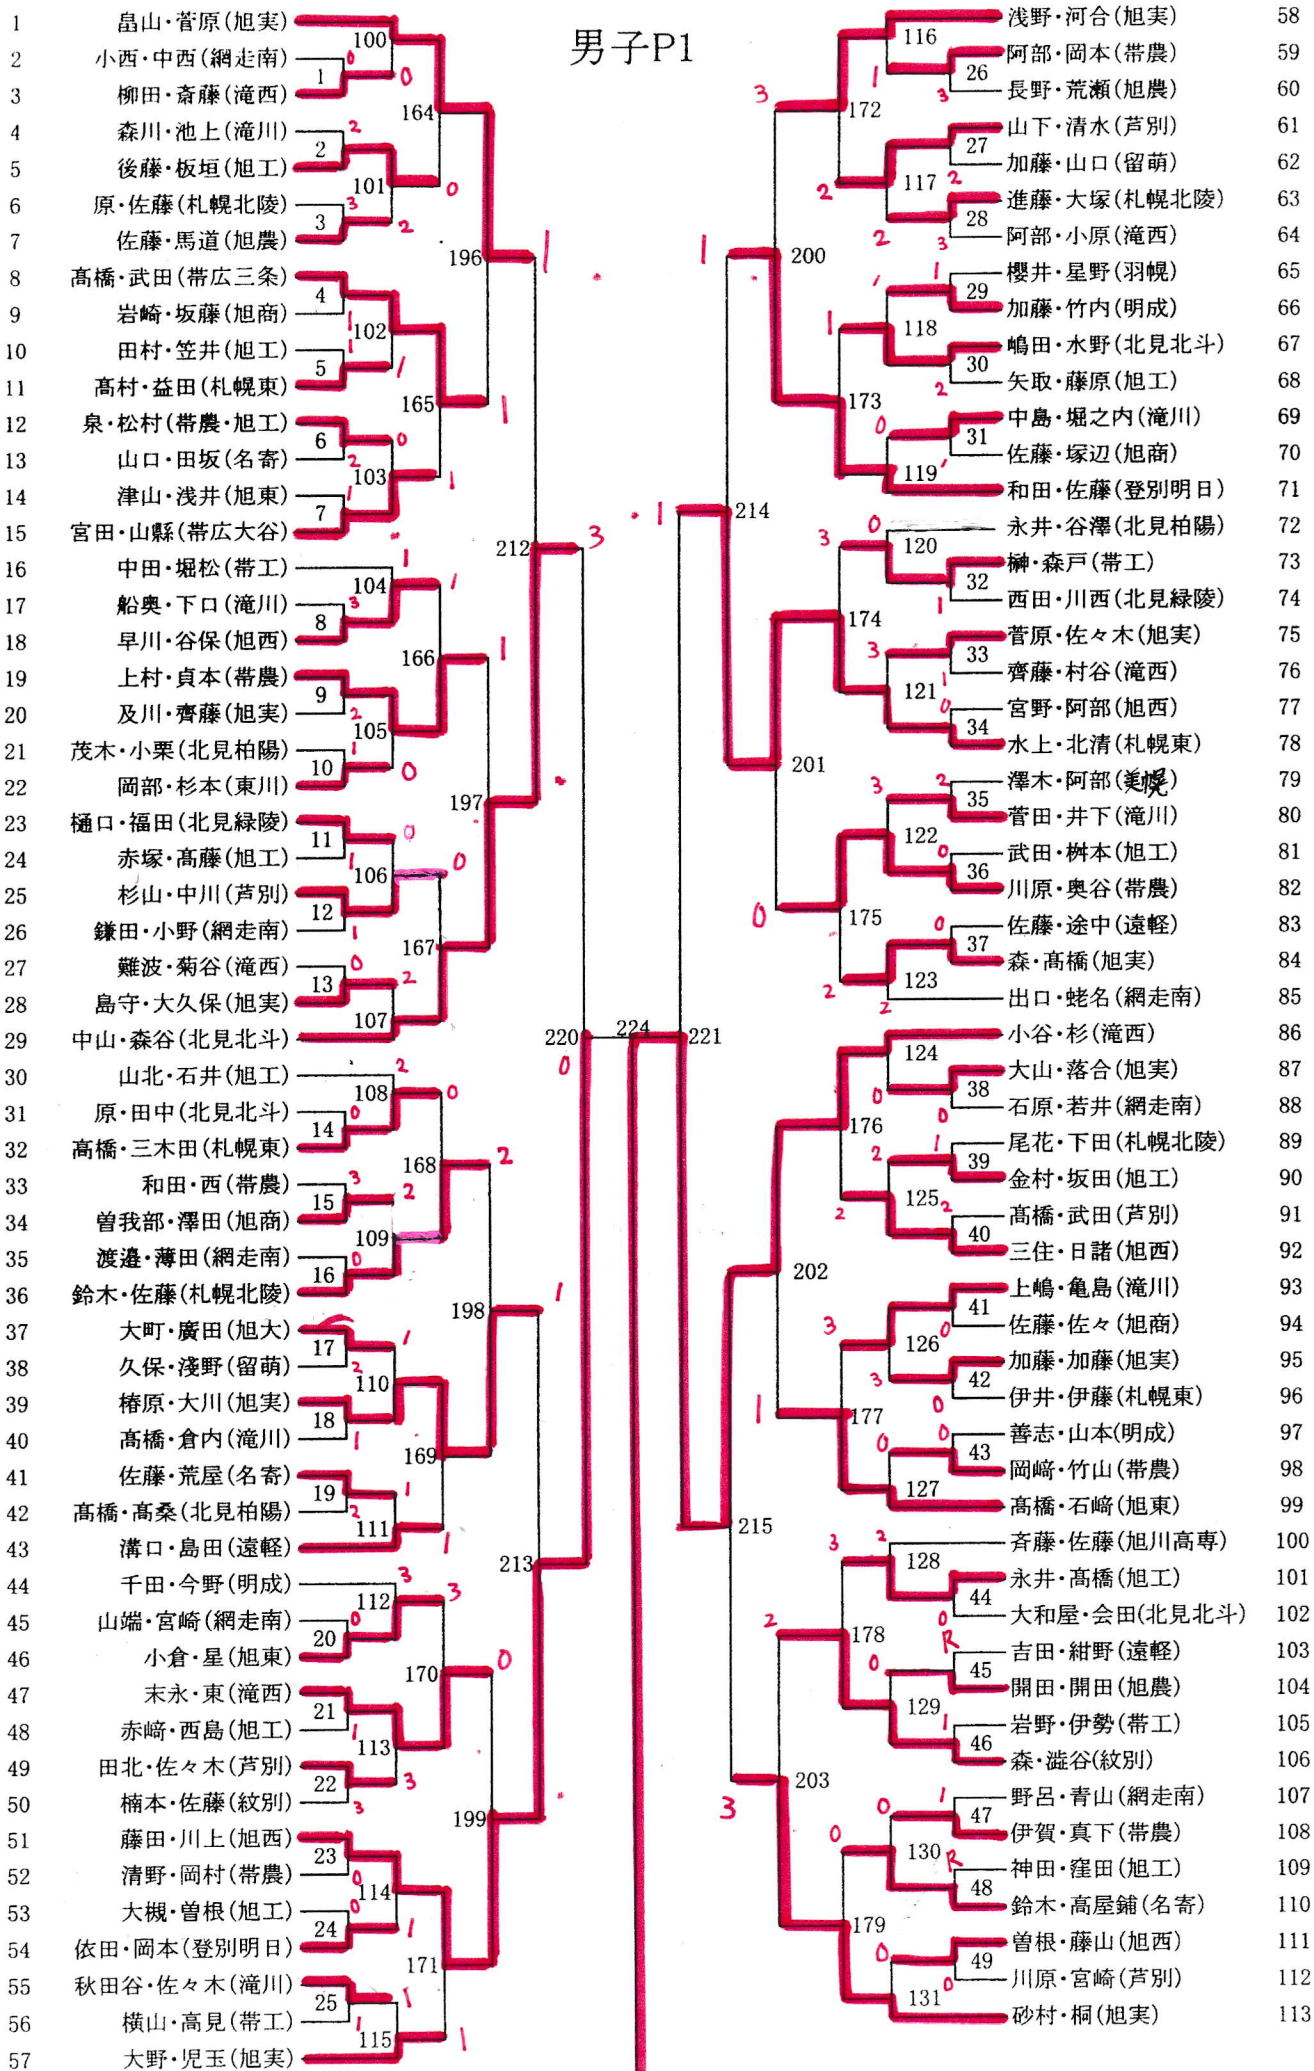 男子P1
1 畠山・菅原(旭実)
2 小西・中西(網走南)
3 柳田・斎藤(滝西)
4 森川・池上(滝川)
5 後藤・板垣(旭工)
6 原・佐藤(札幌北陵)
7 佐藤・馬道(旭農)
8 髙橋・武田(帯広三条)
9 岩崎・坂藤(旭商)
10 田村・笠井(旭工)
11 髙村・益田(札幌東)
12 泉・松村(帯農・旭工)
13 山口・田坂(名寄)
14 津山・浅井(旭東)
15 宮田・山縣(帯広大谷)
16 中田・堀松(帯工)
17 船奥・下口(滝川)
18 早川・谷保(旭西)
19 上村・貞本(帯農)
20 及川・齊藤(旭実)
21 茂木・小栗(北見柏陽)
22 岡部・杉本(東川)
23 樋口・福田(北見緑陵)
24 赤塚・髙藤(旭工)
25 杉山・中川(芦別)
26 鎌田・小野(網走南)
27 難波・菊谷(滝西)
28 島守・大久保(旭実)
29 中山・森谷(北見北斗)
30 山北・石井(旭工)
31 原・田中(北見北斗)
32 高橋・三木田(札幌東)
33 和田・西(帯農)
34 曽我部・澤田(旭商)
35 渡邉・薄田(網走南)
36 鈴木・佐藤(札幌北陵)
37 大町・廣田(旭大)
38 久保・淺野(留萌)
39 椿原・大川(旭実)
40 髙橋・倉内(滝川)
41 佐藤・荒屋(名寄)
42 髙橋・髙桑(北見柏陽)
43 溝口・島田(遠軽)
44 千田・今野(明成)
45 山端・宮崎(網走南)
46 小倉・星(旭東)
47 末永・東(滝西)
48 赤﨑・西島(旭工)
49 田北・佐々木(芦別)
50 楠本・佐藤(紋別)
51 藤田・川上(旭西)
52 清野・岡村(帯農)
53 大槻・曽根(旭工)
54 依田・岡本(登別明日)
55 秋田谷・佐々木(滝川)
56 横山・高見(帯工)
57 大野・児玉(旭実)
浅野・河合(旭実) 58
阿部・岡本(帯農) 59
長野・荒瀬(旭農) 60
山下・清水(芦別) 61
加藤・山口(留萌) 62
進藤・大塚(札幌北陵) 63
阿部・小原(滝西) 64
櫻井・星野(羽幌) 65
加藤・竹内(明成) 66
嶋田・水野(北見北斗) 67
矢取・藤原(旭工) 68
中島・堀之内(滝川) 69
佐藤・塚辺(旭商) 70
和田・佐藤(登別明日) 71
永井・谷澤(北見柏陽) 72
榊・森戸(帯工) 73
西田・川西(北見緑陵) 74
菅原・佐々木(旭実) 75
齊藤・村谷(滝西) 76
宮野・阿部(旭西) 77
水上・北清(札幌東) 78
澤木・阿部(美幌) 79
菅田・井下(滝川) 80
武田・桝本(旭工) 81
川原・奥谷(帯農) 82
佐藤・途中(遠軽) 83
森・髙橋(旭実) 84
出口・蛯名(網走南) 85
小谷・杉(滝西) 86
大山・落合(旭実) 87
石原・若井(網走南) 88
尾花・下田(札幌北陵) 89
金村・坂田(旭工) 90
髙橋・武田(芦別) 91
三住・日諸(旭西) 92
上嶋・亀島(滝川) 93
佐藤・佐々(旭商) 94
加藤・加藤(旭実) 95
伊井・伊藤(札幌東) 96
善志・山本(明成) 97
岡﨑・竹山(帯農) 98
髙橋・石﨑(旭東) 99
斉藤・佐藤(旭川高専) 100
永井・髙橋(旭工) 101
大和屋・会田(北見北斗) 102
吉田・紺野(遠軽) 103
開田・開田(旭農) 104
岩野・伊勢(帯工) 105
森・澁谷(紋別) 106
野呂・青山(網走南) 107
伊賀・真下(帯農) 108
神田・窪田(旭工) 109
鈴木・高屋鋪(名寄) 110
曽根・藤山(旭西) 111
川原・宮崎(芦別) 112
砂村・桐(旭実) 113